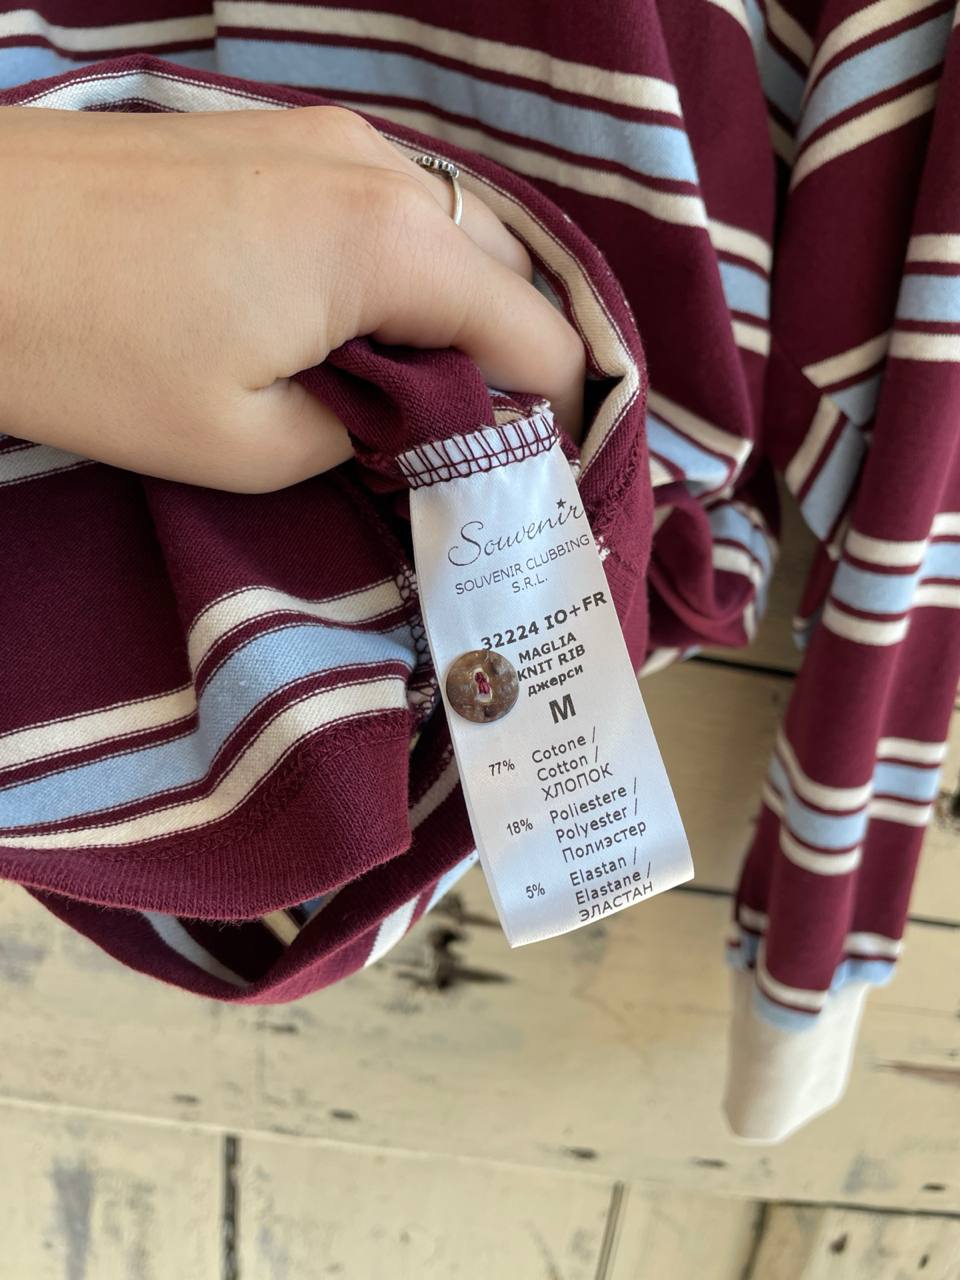 Souvenir
SOUVENIR CLUBBING
S.R.L.
32224 IO+FR
MAGLIA
KNIT RIB
джерси
M
77% Cotone /
Cotton /
ХЛОПОК
18% Poliestere /
Polyester /
Полиэстер
5% Elastan /
Elastane /
ЭЛАСТАН